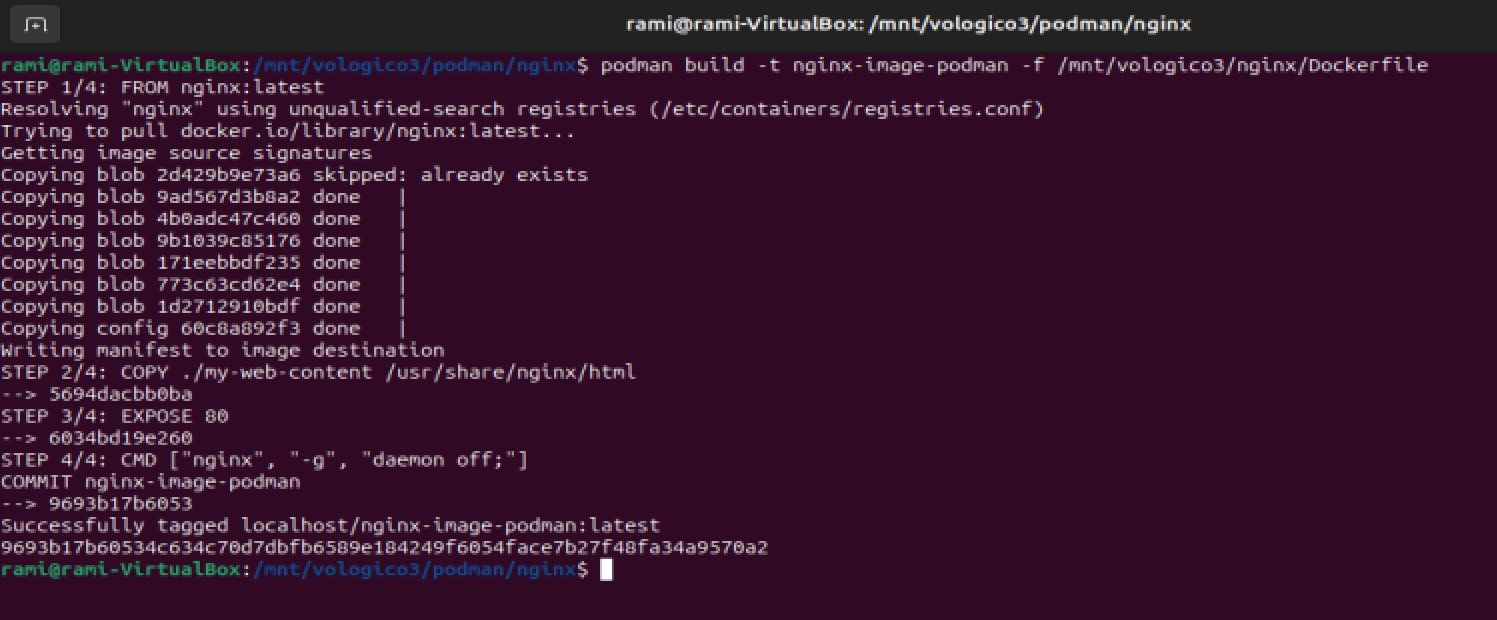 rami@rami-VirtualBox: /mnt/vologico3/podman/nginx
rami@rami-VirtualBox:/mnt/vologico3/podman/nginx$ podman build -t nginx-image-podman -f /mnt/vologico3/nginx/Dockerfile
STEP 1/4: FROM nginx:latest
Resolving "nginx" using unqualified-search registries (/etc/containers/registries.conf)
Trying to pull docker.io/library/nginx:latest...
Getting image source signatures
Copying blob 2d429b9e73a6 skipped: already exists
Copying blob 9ad567d3b8a2 done   |
Copying blob 4b0adc47c460 done   |
Copying blob 9b1039c85176 done   |
Copying blob 171eebbdf235 done   |
Copying blob 773c63cd62e4 done   |
Copying blob 1d2712910bdf done   |
Copying config 60c8a892f3 done   |
Writing manifest to image destination
STEP 2/4: COPY ./my-web-content /usr/share/nginx/html
--> 5694dacbb0ba
STEP 3/4: EXPOSE 80
--> 6034bd19e260
STEP 4/4: CMD ["nginx", "-g", "daemon off;"]
COMMIT nginx-image-podman
--> 9693b17b6053
Successfully tagged localhost/nginx-image-podman:latest
9693b17b60534c634c70d7dbfb6589e184249f6054face7b27f48fa34a9570a2
rami@rami-VirtualBox:/mnt/vologico3/podman/nginx$